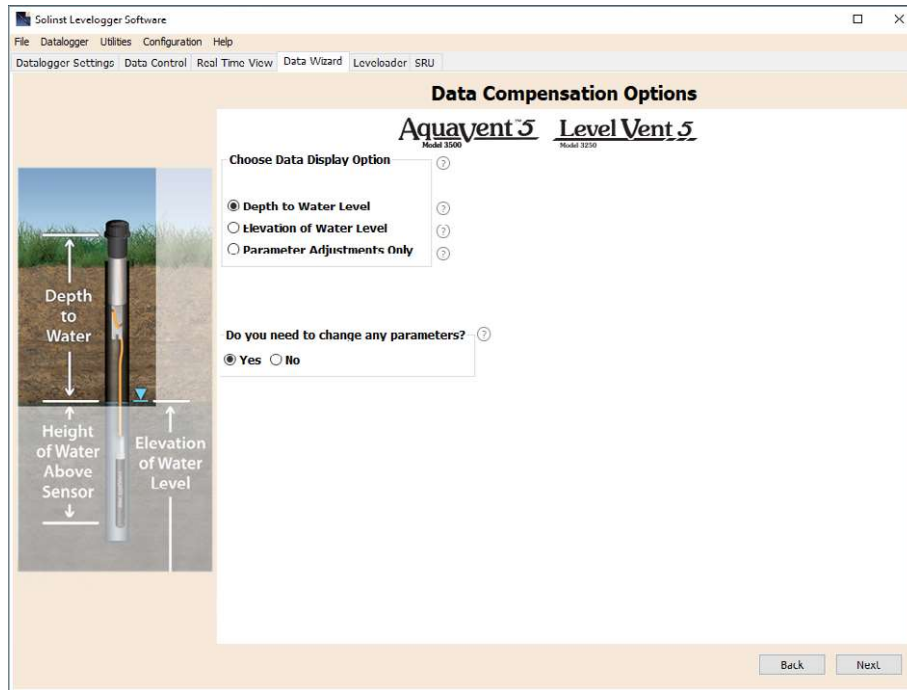 Solinst Levelogger Software
File Datalogger Utilities Configuration Help
Datalogger Settings Data Control Real Time View Data Wizard Leveloader SRU
Data Compensation Options
Aquavent™5 LevelVent 5
Model 3500 Model 3250
Choose Data Display Option ?
Depth to Water Level ?
Elevation of Water Level ?
Parameter Adjustments Only ?
Do you need to change any parameters? ?
Yes No
Depth
to
Water
Height
of Water
Above
Sensor
Elevation
of Water
Level
Back Next